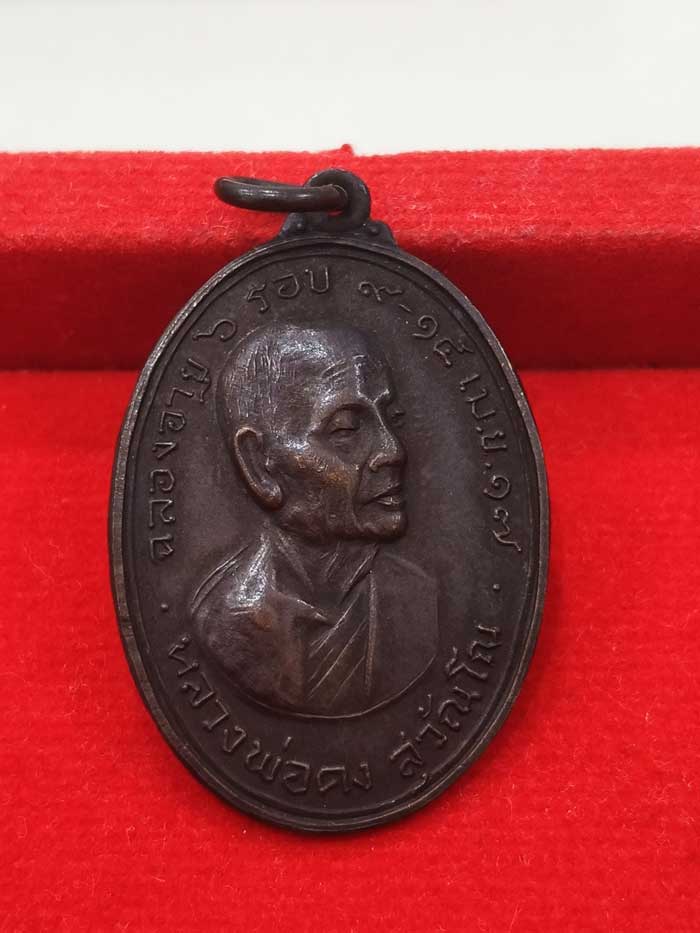 ฉลองอายุ ๖ รอบ ๙-๑๕ เม.ย. ๑๗
หลวงพ่อคง สุวัณโณ